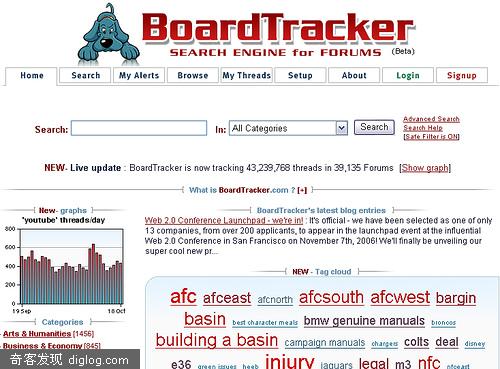 BoardTracker
SEARCH ENGINE for FORUMS (Beta)
Home Search My Alerts Browse My Threads Setup About Login Signup
Advanced Search
Search: In: All Categories Search Search Help
[Safe Filter is ON]
NEW - Live update : BoardTracker is now tracking 43,239,768 threads in 39,135 Forums [Show graph]
What is BoardTracker.com ? [+]
New - graphs
'youtube' threads/day
800
600
400
200
0
19 Sep 18 Oct
Categories
Arts & Humanities [1456]
Business & Economy [845]
BoardTracker's latest blog entries
Web 2.0 Conference Launchpad - we're in! : It's official - we have been selected as one of only
13 companies, from over 200 applicants, to appear in the launchpad event at the influential
Web 2.0 Conference in San Francisco on November 7th, 2006! We'll finally be unveiling our
super cool new pr...
NEW - Tag cloud
afc afceast afcnorth afcsouth afcwest bargin
basin best character meals bmw genuine manuals broncos
building a basin campaign manuals chargers colts deal disney
e36 green issues heeb injury jaguars legal m3 nfc nfceast
奇客发现 diglog.com